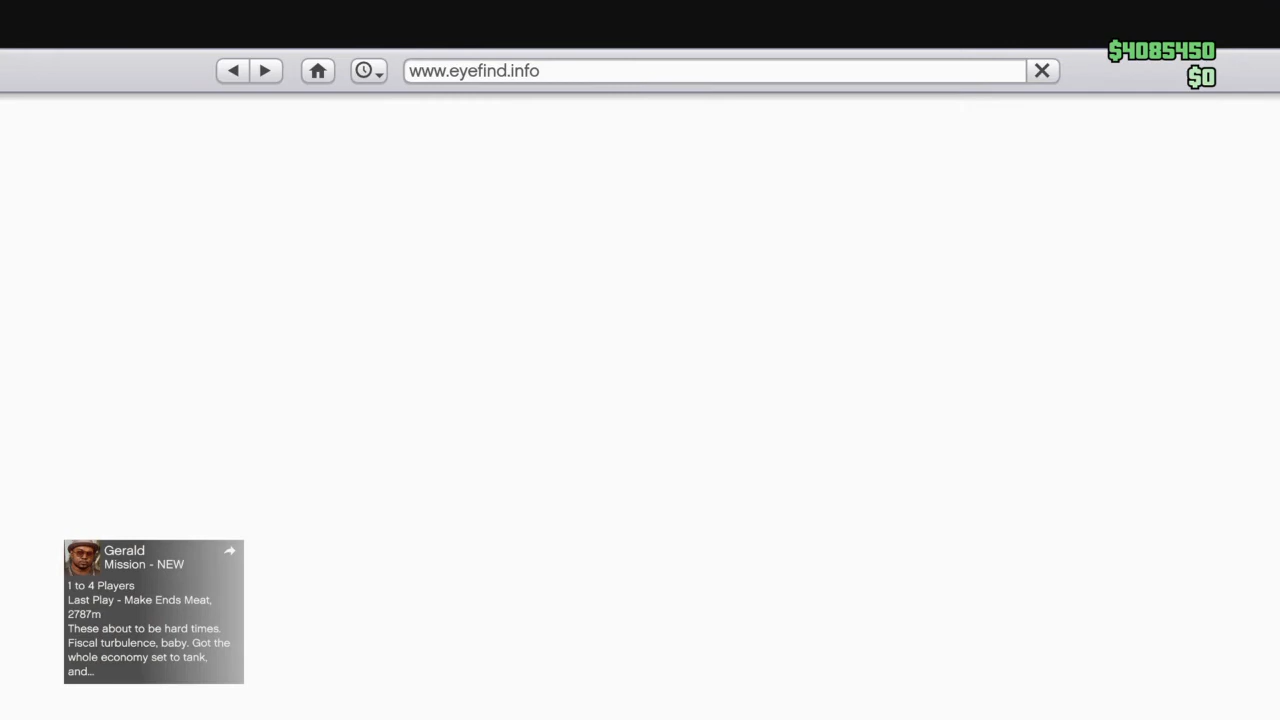 $4085450
www.eyefind.info
$0
Gerald
Mission - NEW
1 to 4 Players
Last Play - Make Ends Meat,
2787m
These about to be hard times.
Fiscal turbulence, baby. Got the
whole economy set to tank,
and...